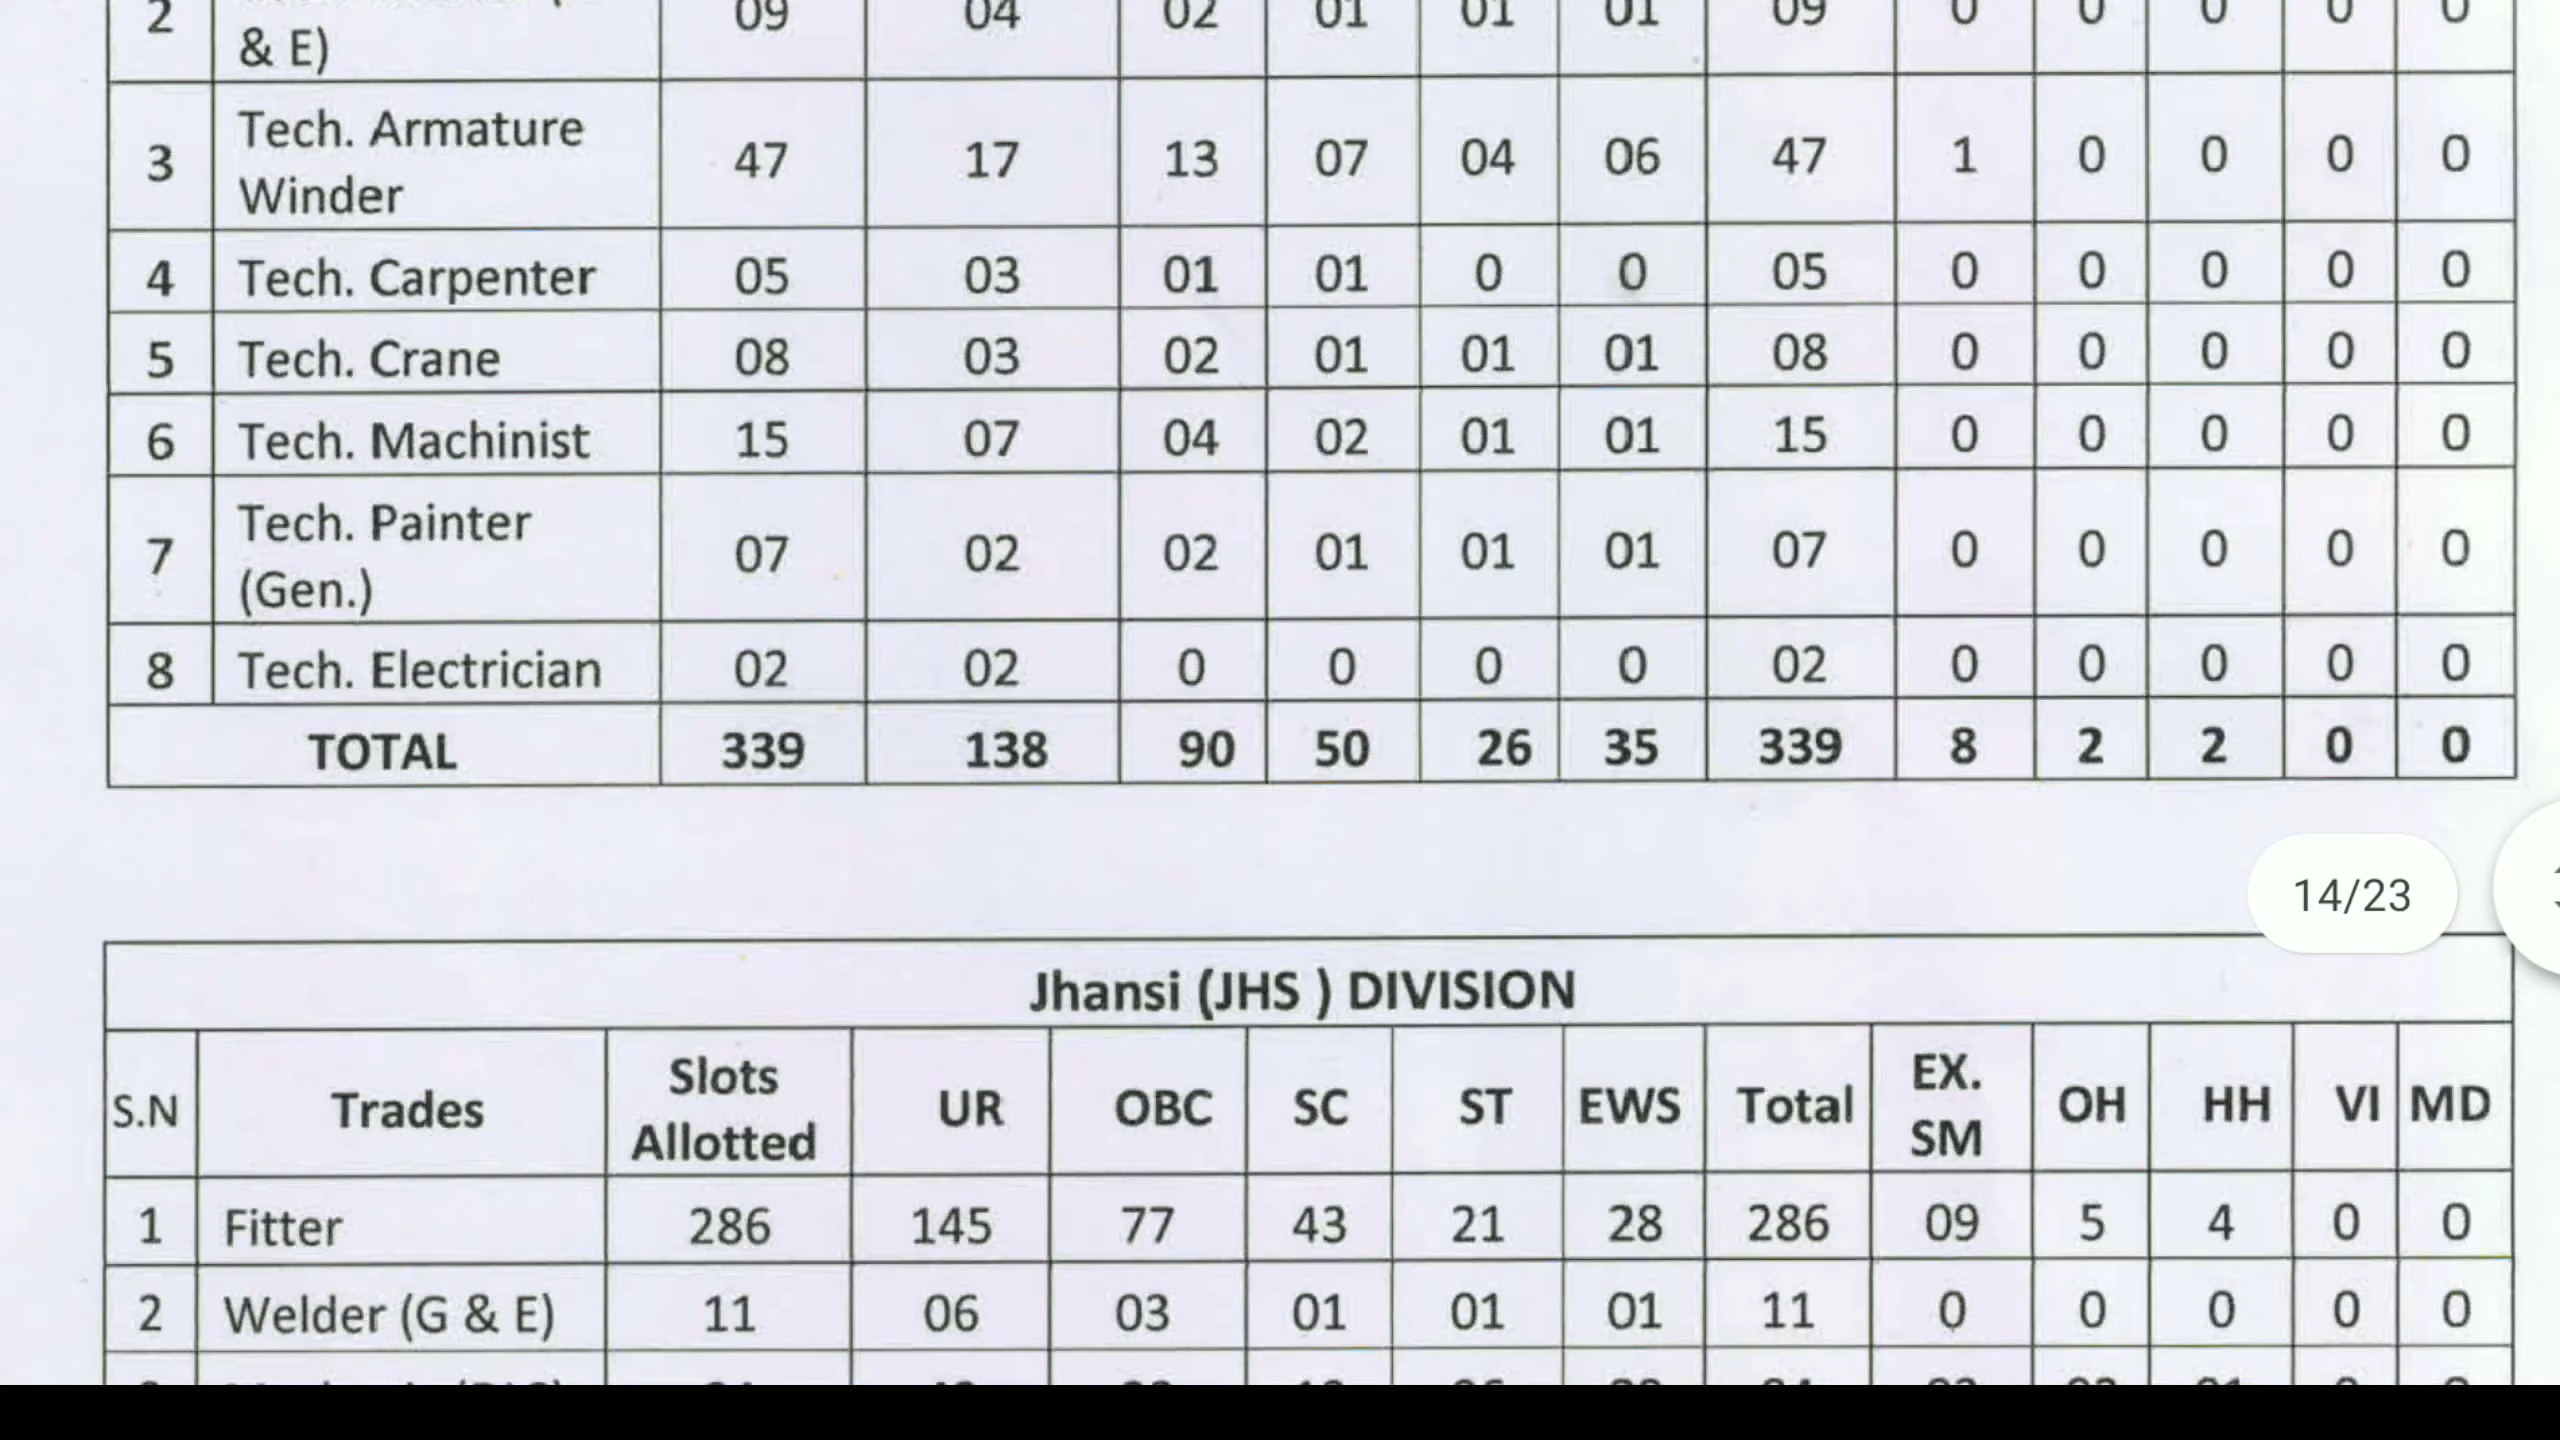 2 09 04 02 01 01 01 09 0 0 0 0 0
& E)
3 Tech. Armature Winder 47 17 13 07 04 06 47 1 0 0 0 0
4 Tech. Carpenter 05 03 01 01 0 0 05 0 0 0 0 0
5 Tech. Crane 08 03 02 01 01 01 08 0 0 0 0 0
6 Tech. Machinist 15 07 04 02 01 01 15 0 0 0 0 0
7 Tech. Painter (Gen.) 07 02 02 01 01 01 07 0 0 0 0 0
8 Tech. Electrician 02 02 0 0 0 0 02 0 0 0 0 0
TOTAL 339 138 90 50 26 35 339 8 2 2 0 0
14/23
Jhansi (JHS ) DIVISION
S.N Trades Slots Allotted UR OBC SC ST EWS Total EX. SM OH HH VI MD
1 Fitter 286 145 77 43 21 28 286 09 5 4 0 0
2 Welder (G & E) 11 06 03 01 01 01 11 0 0 0 0 0